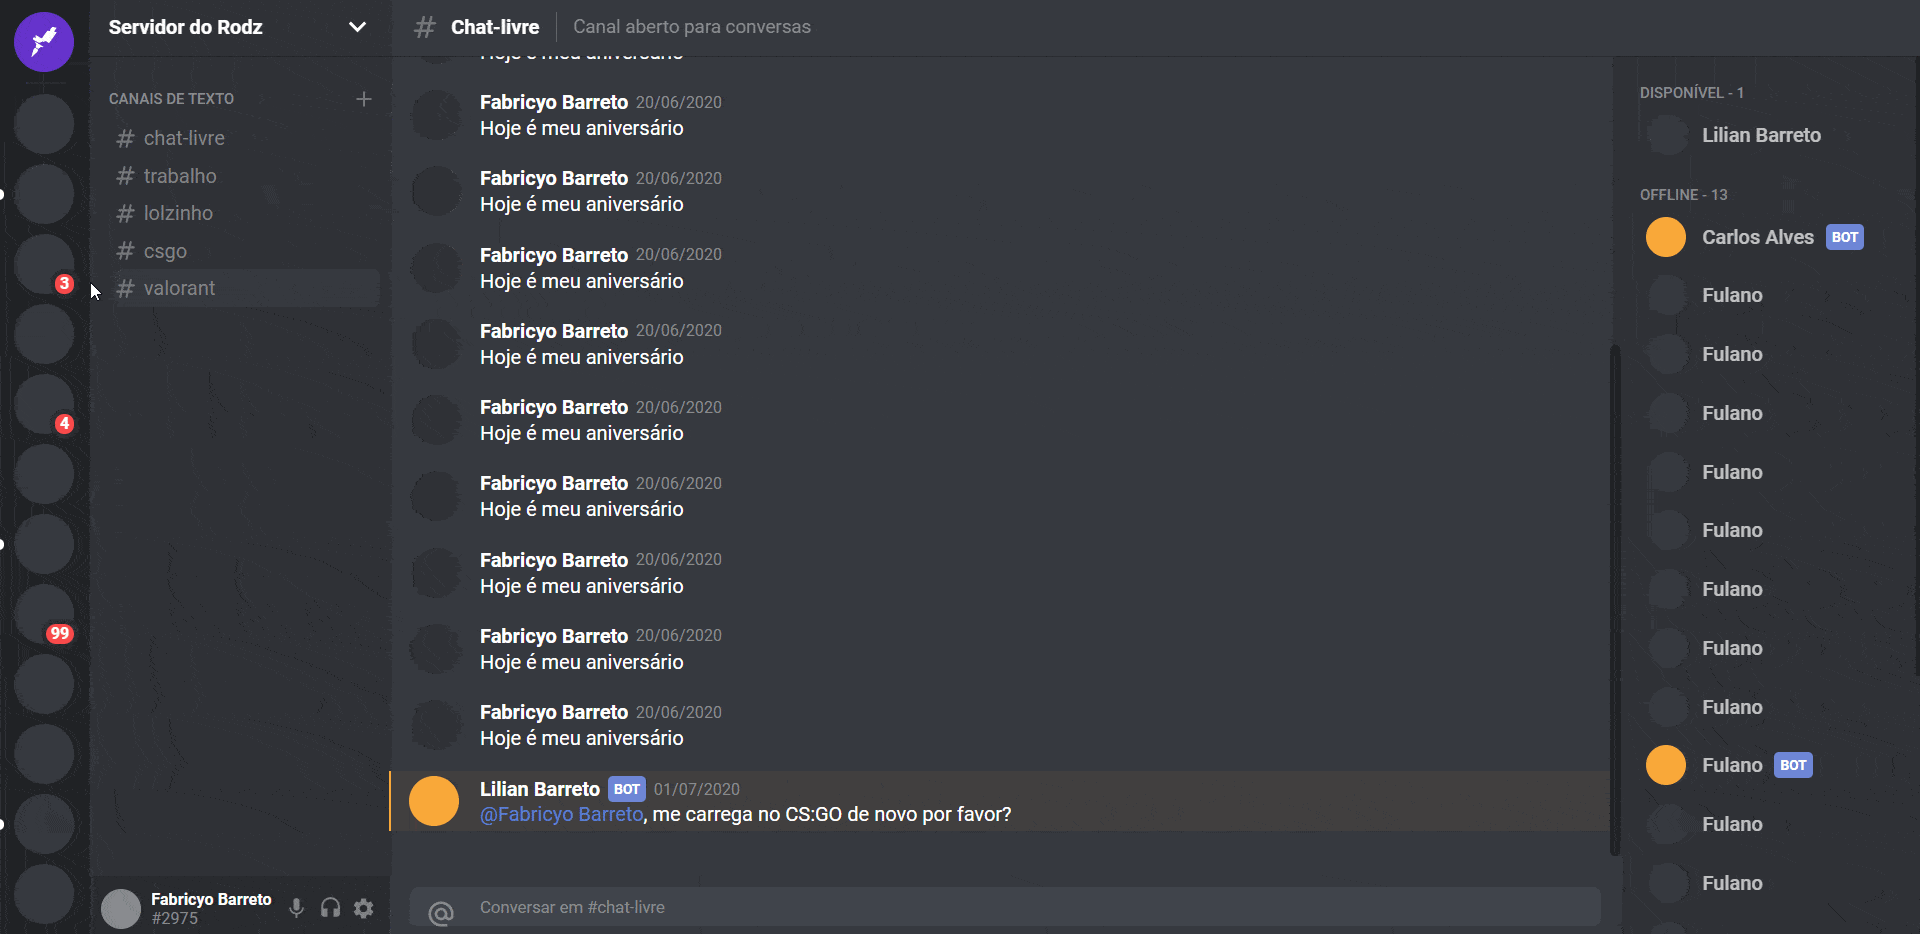 Servidor do Rodz
CANAIS DE TEXTO
# chat-livre
# trabalho
# lolzinho
# csgo
# valorant
3
4
99
Fabricyo Barreto
#2975
# Chat-livre
Canal aberto para conversas
Hoje é meu aniversário
Fabricyo Barreto 20/06/2020
Hoje é meu aniversário
Fabricyo Barreto 20/06/2020
Hoje é meu aniversário
Fabricyo Barreto 20/06/2020
Hoje é meu aniversário
Fabricyo Barreto 20/06/2020
Hoje é meu aniversário
Fabricyo Barreto 20/06/2020
Hoje é meu aniversário
Fabricyo Barreto 20/06/2020
Hoje é meu aniversário
Fabricyo Barreto 20/06/2020
Hoje é meu aniversário
Fabricyo Barreto 20/06/2020
Hoje é meu aniversário
Fabricyo Barreto 20/06/2020
Hoje é meu aniversário
Lilian Barreto BOT 01/07/2020
@Fabricyo Barreto, me carrega no CS:GO de novo por favor?
@ Conversar em #chat-livre
DISPONÍVEL - 1
Lilian Barreto
OFFLINE - 13
Carlos Alves BOT
Fulano
Fulano
Fulano
Fulano
Fulano
Fulano
Fulano
Fulano
Fulano BOT
Fulano
Fulano